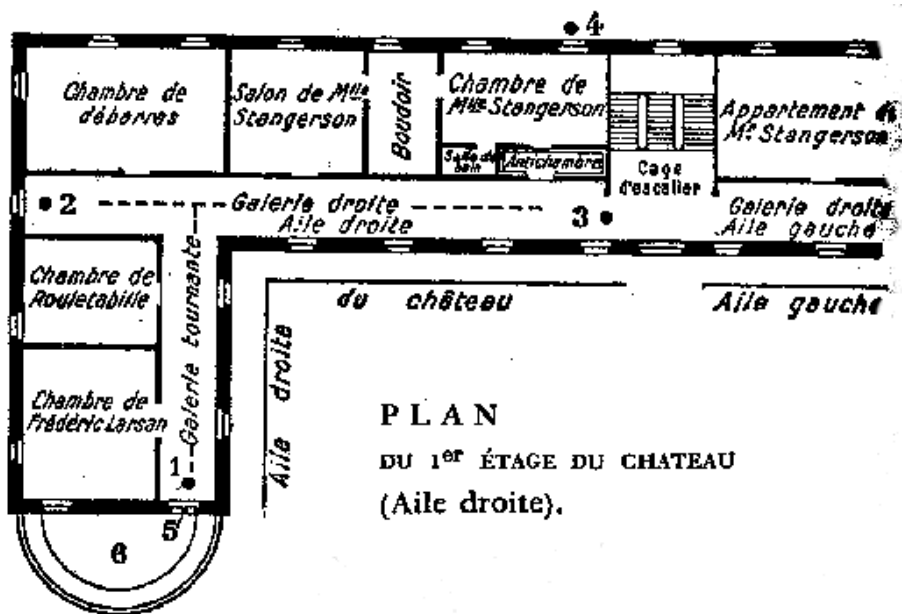 4
Chambre de
débarras
Salon de Mlle
Stangerson
Boudoir
Chambre de
Mlle Stangerson
Salle de
bain
Antichambre
Cage
d'escalier
Appartement
Mr Stangerson
2
Galerie droite
Aile droite
3
Galerie droite
Aile gauche
Chambre de
Rouletabille
Galerie tournante
Chambre de
Frédéric Larsan
1
5
6
du château
Aile gauche
Aile droite
PLAN
DU 1er ÉTAGE DU CHATEAU
(Aile droite).